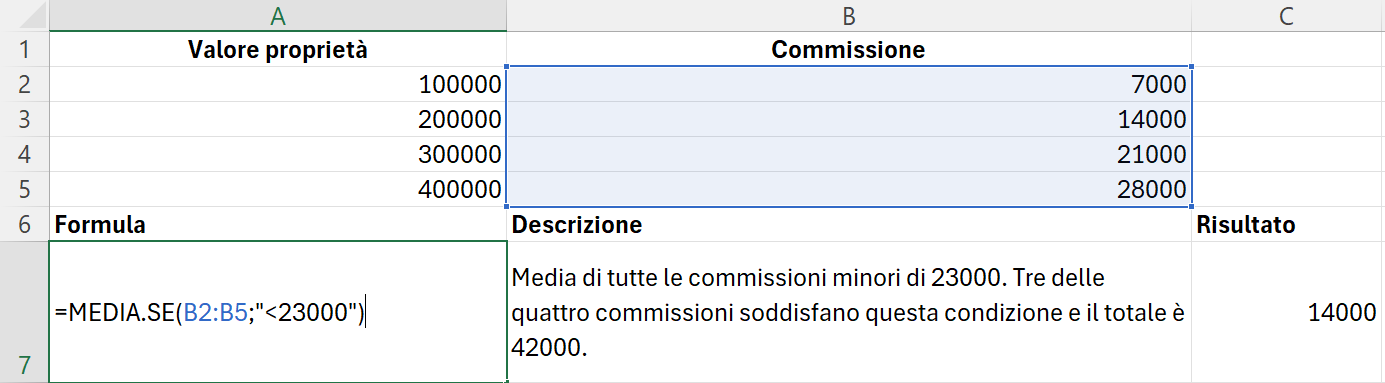 A B C
1 Valore proprietà Commissione
2 100000 7000
3 200000 14000
4 300000 21000
5 400000 28000
6 Formula Descrizione Risultato
Media di tutte le commissioni minori di 23000. Tre delle
=MEDIA.SE(B2:B5;"<23000") quattro commissioni soddisfano questa condizione e il totale è 14000
7 42000.